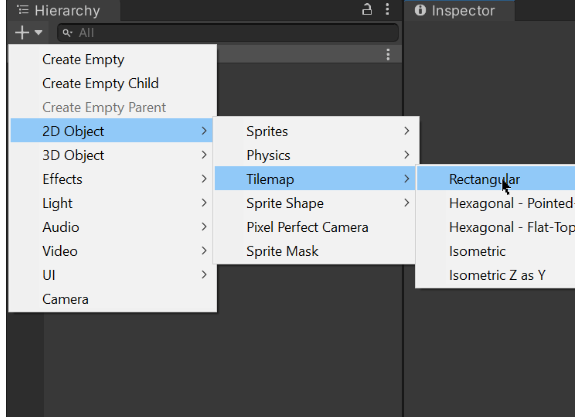 Hierarchy
Inspector
All
Create Empty
Create Empty Child
Create Empty Parent
2D Object
3D Object
Effects
Light
Audio
Video
UI
Camera
Sprites
Physics
Tilemap
Sprite Shape
Pixel Perfect Camera
Sprite Mask
Rectangular
Hexagonal - Pointed-
Hexagonal - Flat-Top
Isometric
Isometric Z as Y